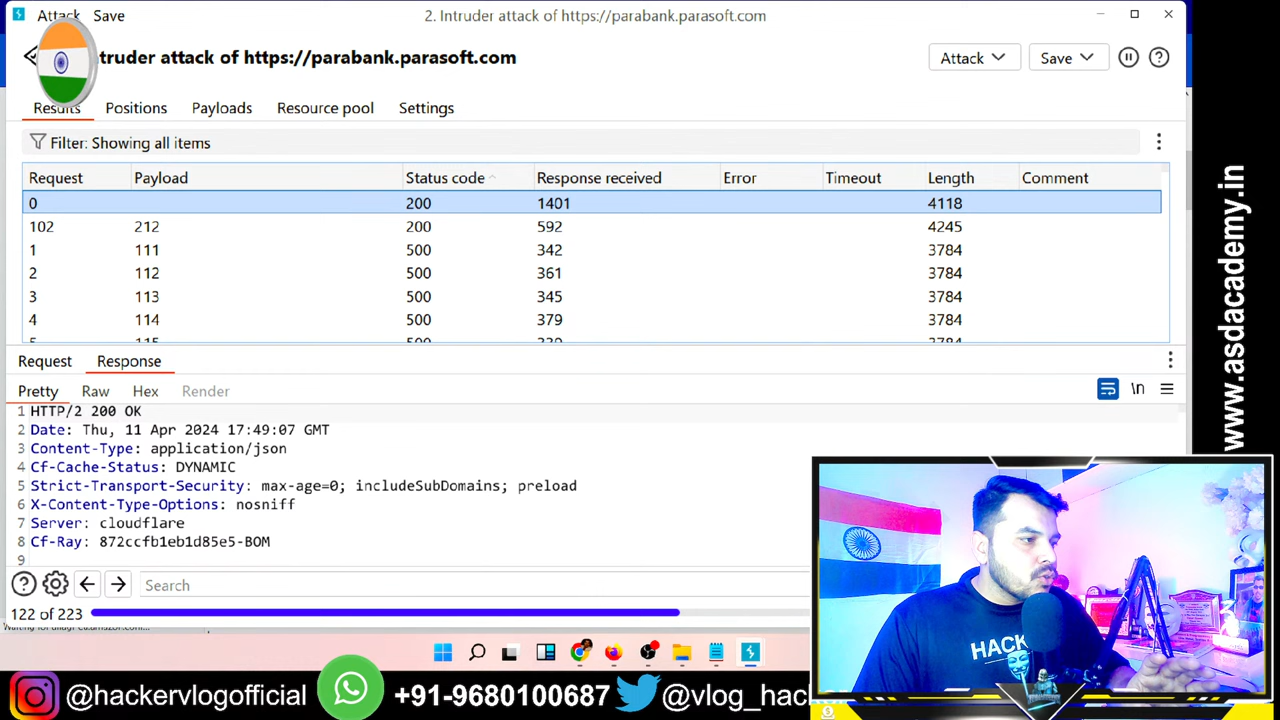 Attack Save 2. Intruder attack of https://parabank.parasoft.com
truder attack of https://parabank.parasoft.com Attack Save
Results Positions Payloads Resource pool Settings
Filter: Showing all items
Request Payload Status code Response received Error Timeout Length Comment
0 200 1401 4118
102 212 200 592 4245
1 111 500 342 3784
2 112 500 361 3784
3 113 500 345 3784
4 114 500 379 3784
5 115 500 339 3784
Request Response
Pretty Raw Hex Render \n
1 HTTP/2 200 OK
2 Date: Thu, 11 Apr 2024 17:49:07 GMT
3 Content-Type: application/json
4 Cf-Cache-Status: DYNAMIC
5 Strict-Transport-Security: max-age=0; includeSubDomains; preload
6 X-Content-Type-Options: nosniff
7 Server: cloudflare
8 Cf-Ray: 872ccfb1eb1d85e5-BOM
9
Search
122 of 223
www.asdacademy.in
HACK
@hackervlogofficial +91-9680100687 @vlog_hac